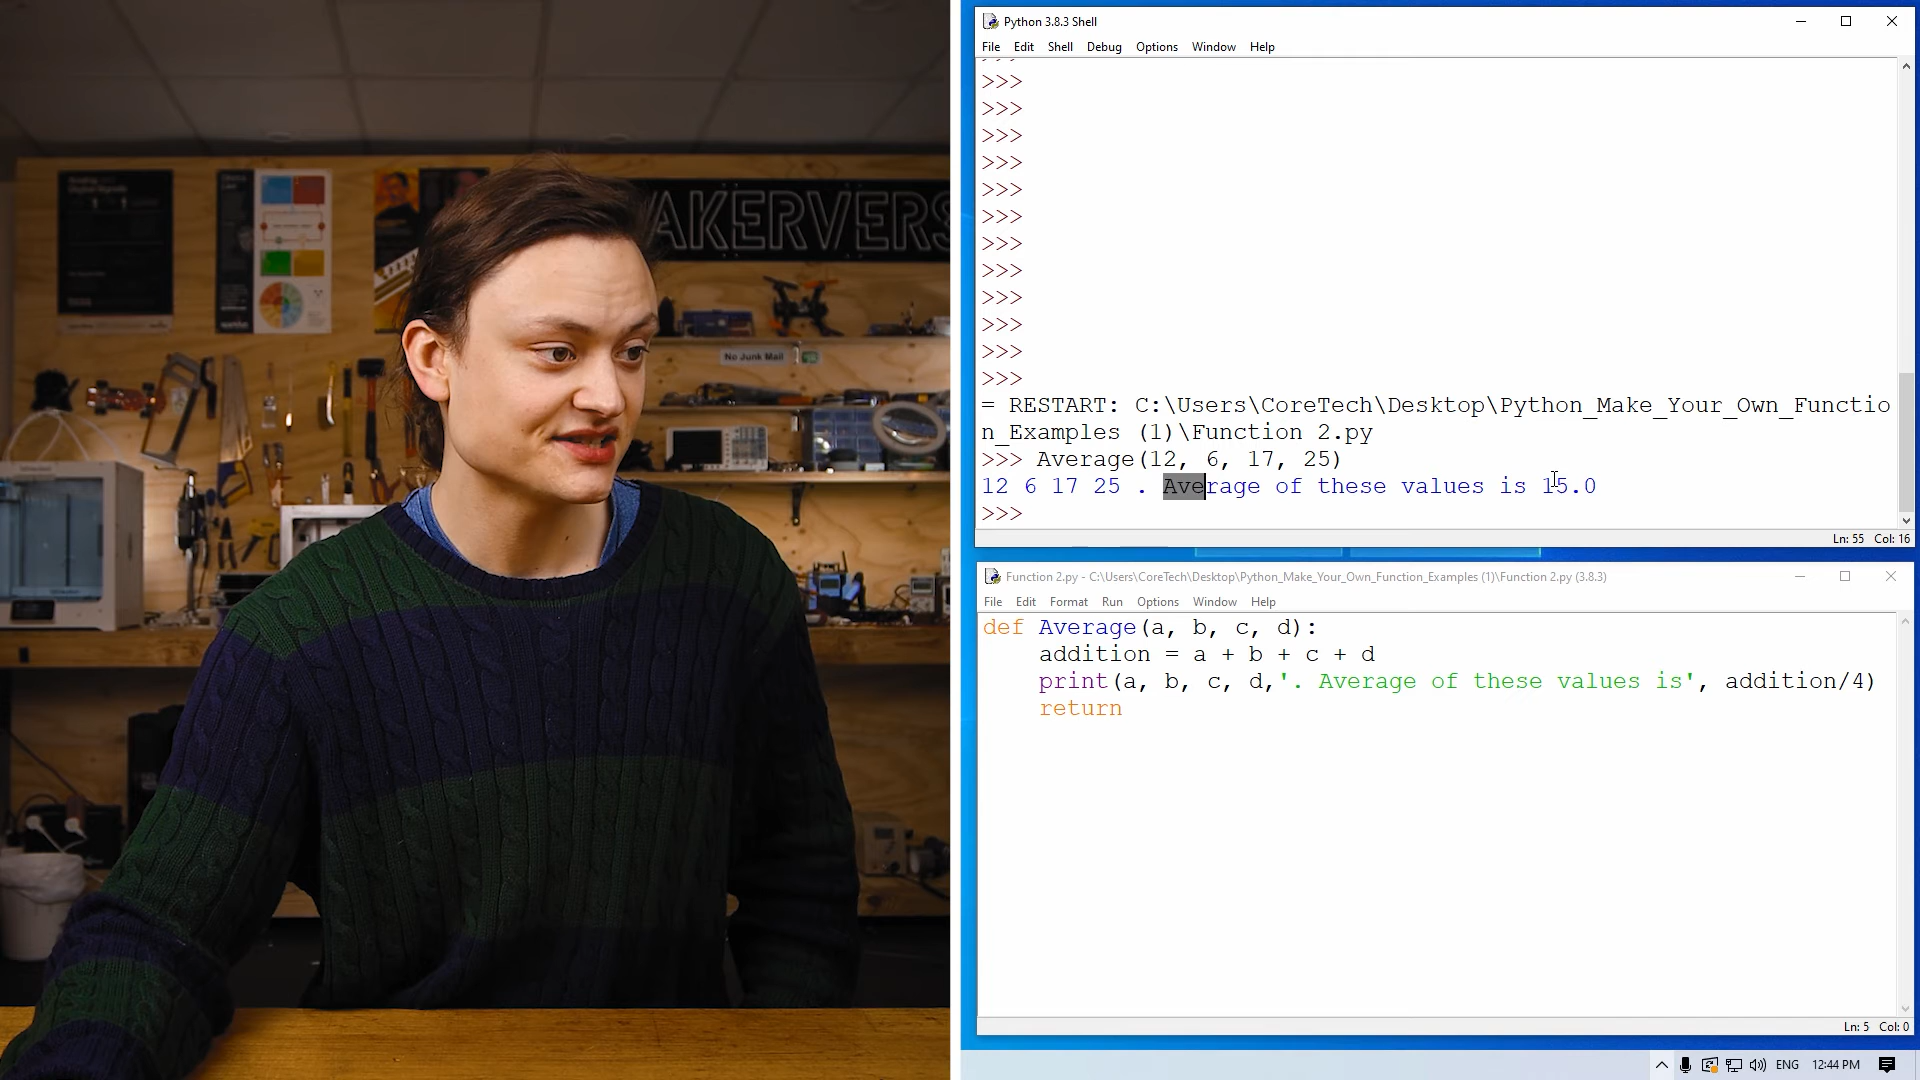 AKERVERS
No Junk Mail
Python 3.8.3 Shell
File Edit Shell Debug Options Window Help
>>>
>>>
>>>
>>>
>>>
>>>
>>>
>>>
>>>
>>>
>>>
>>>
= RESTART: C:\Users\CoreTech\Desktop\Python_Make_Your_Own_Functio
n_Examples (1)\Function 2.py
>>> Average(12, 6, 17, 25)
12 6 17 25 . Average of these values is 15.0
>>>
Ln: 55 Col: 16
Function 2.py - C:\Users\CoreTech\Desktop\Python_Make_Your_Own_Function_Examples (1)\Function 2.py (3.8.3)
File Edit Format Run Options Window Help
def Average(a, b, c, d):
    addition = a + b + c + d
    print(a, b, c, d,'. Average of these values is', addition/4)
    return
Ln: 5 Col: 0
ENG 12:44 PM